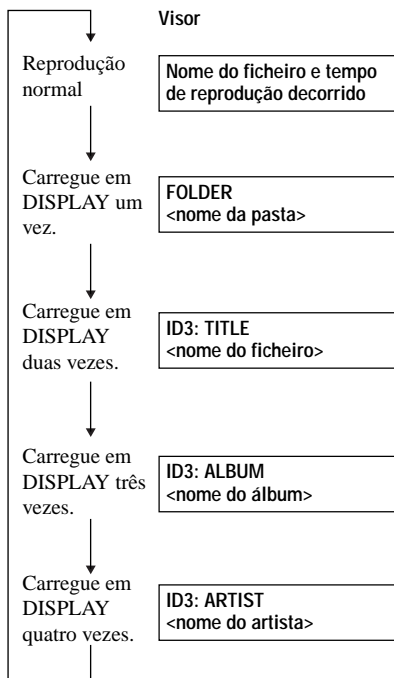 Visor
Reprodução
normal
Nome do ficheiro e tempo
de reprodução decorrido
Carregue em
DISPLAY um
vez.
FOLDER
<nome da pasta>
Carregue em
DISPLAY
duas vezes.
ID3: TITLE
<nome do ficheiro>
Carregue em
DISPLAY três
vezes.
ID3: ALBUM
<nome do álbum>
Carregue em
DISPLAY
quatro vezes.
ID3: ARTIST
<nome do artista>